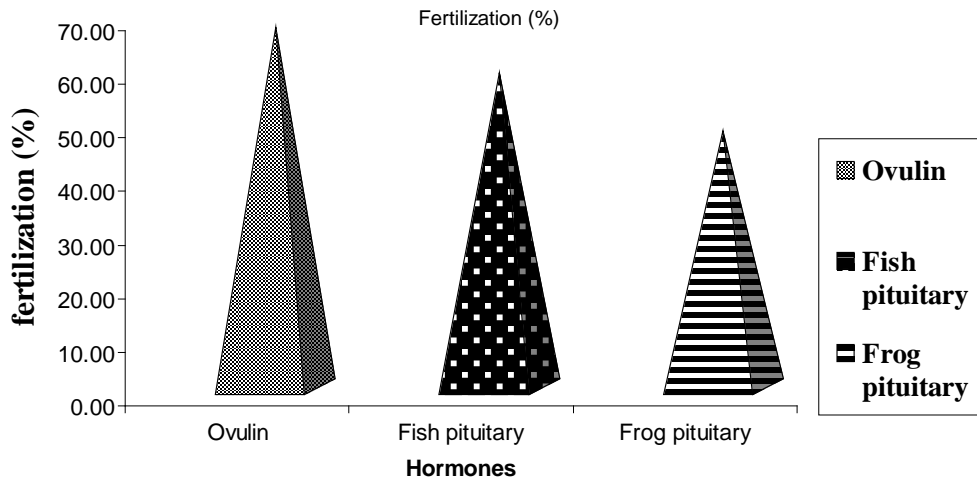 Fertilization (%)
70.00
60.00
50.00
40.00
30.00
20.00
10.00
0.00
fertilization (%)
Ovulin
Fish pituitary
Frog pituitary
Hormones
Ovulin
Fish
pituitary
Frog
pituitary